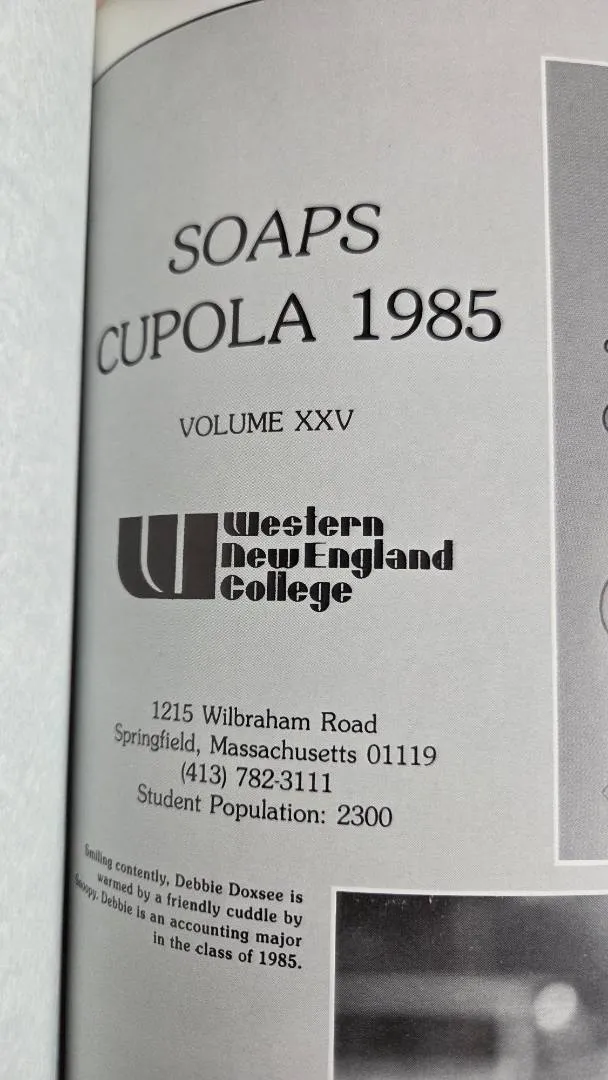 SOAPS
CUPOLA 1985
VOLUME XXV
Western
New England
College
1215 Wilbraham Road
Springfield, Massachusetts 01119
(413) 782-3111
Student Population: 2300
Smiling contently, Debbie Doxsee is
warmed by a friendly cuddle by
Snoopy. Debbie is an accounting major
in the class of 1985.